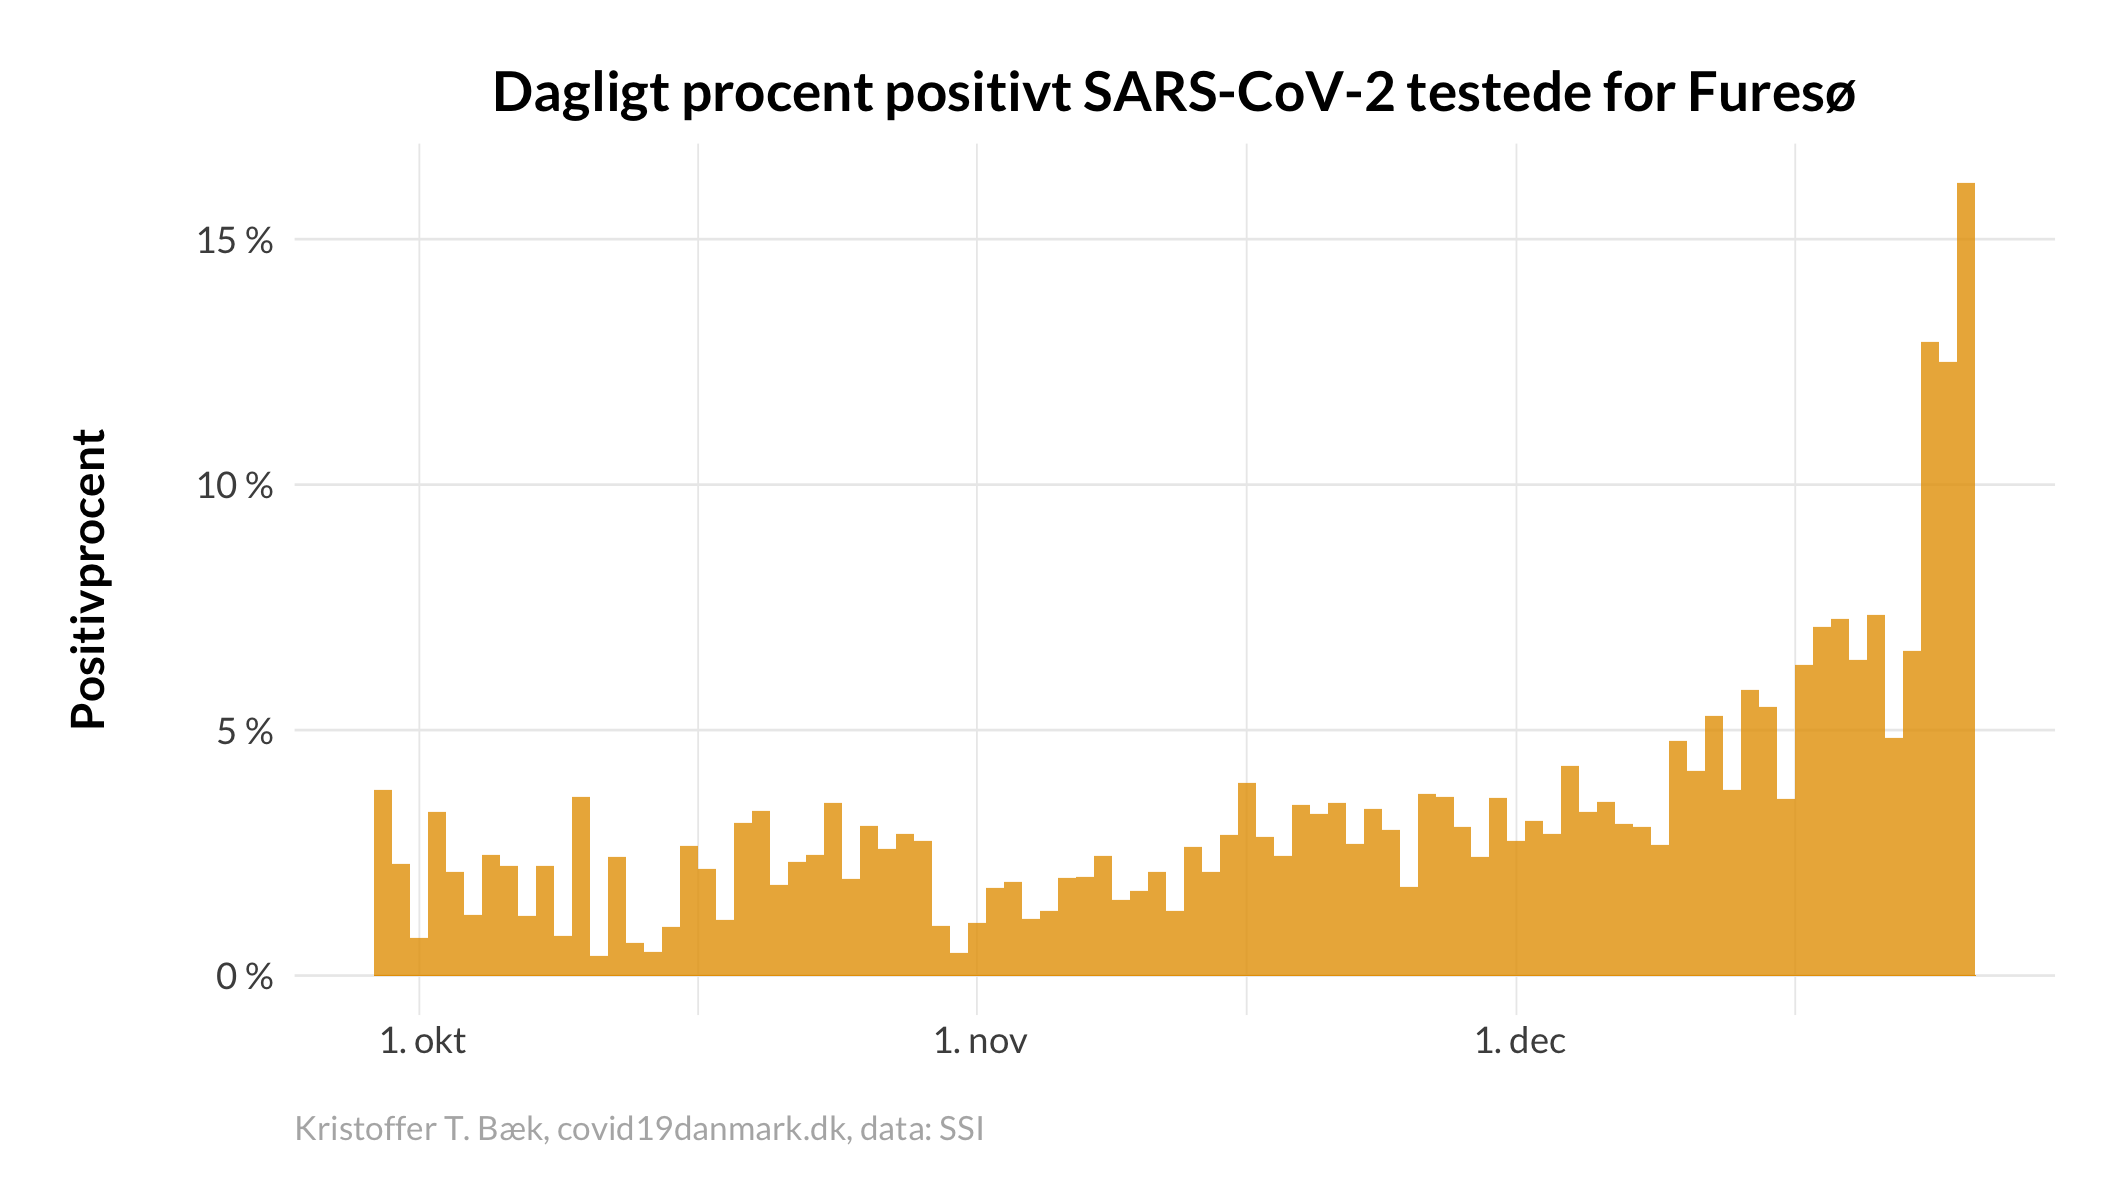 Dagligt procent positivt SARS-CoV-2 testede for Furesø
Positivprocent
15 %
10 %
5 %
0 %
1. okt
1. nov
1. dec
Kristoffer T. Bæk, covid19danmark.dk, data: SSI